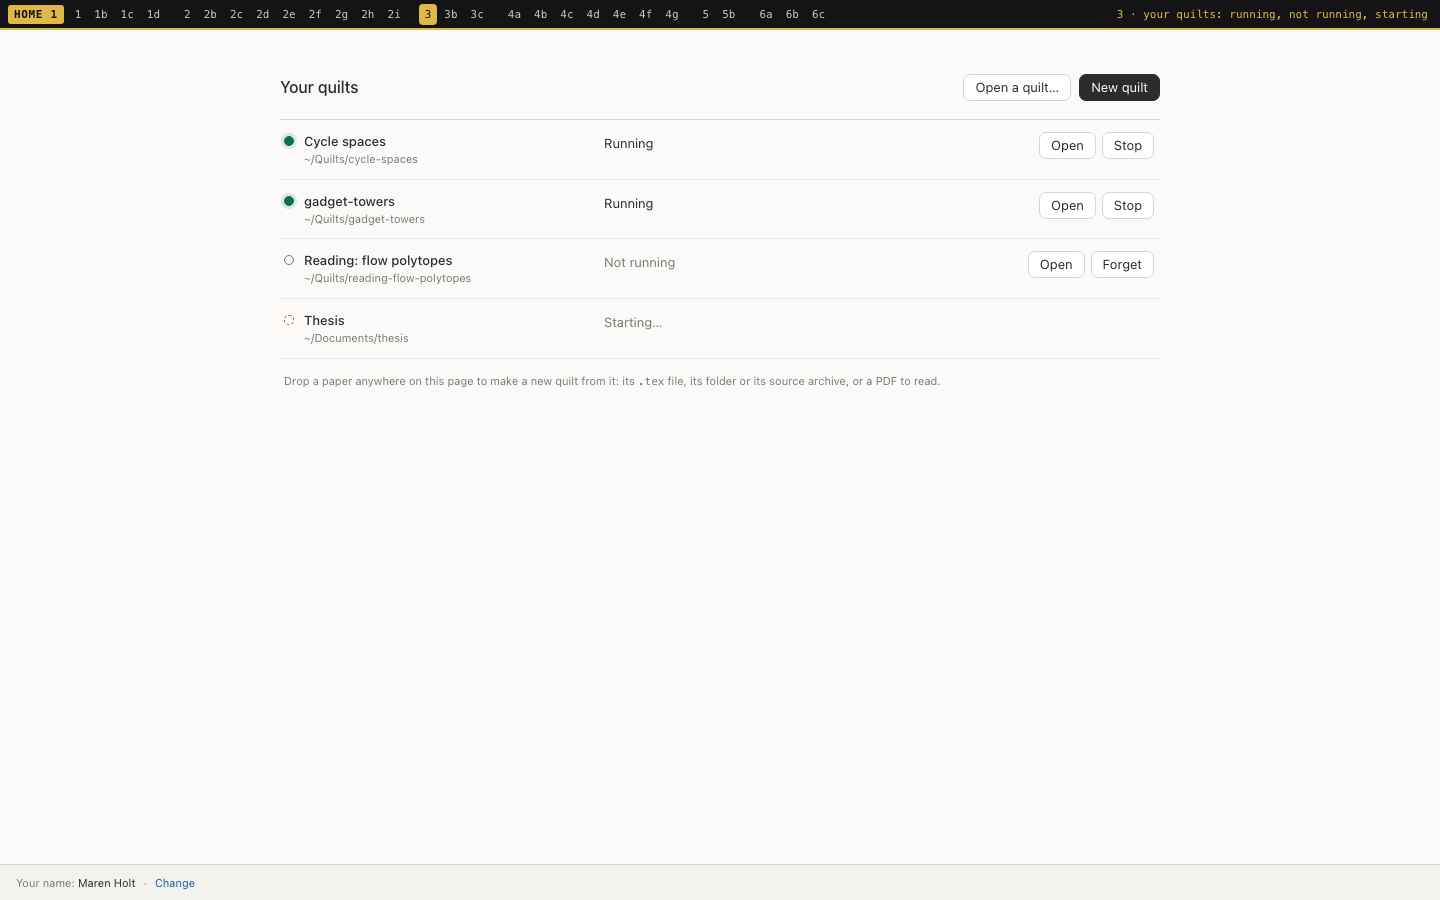 HOME 1 1 1b 1c 1d 2 2b 2c 2d 2e 2f 2g 2h 2i 3 3b 3c 4a 4b 4c 4d 4e 4f 4g 5 5b 6a 6b 6c 3 · your quilts: running, not running, starting
Your quilts Open a quilt… New quilt
Cycle spaces Running Open Stop
~/Quilts/cycle-spaces
gadget-towers Running Open Stop
~/Quilts/gadget-towers
Reading: flow polytopes Not running Open Forget
~/Quilts/reading-flow-polytopes
Thesis Starting…
~/Documents/thesis
Drop a paper anywhere on this page to make a new quilt from it: its .tex file, its folder or its source archive, or a PDF to read.
Your name: Maren Holt · Change